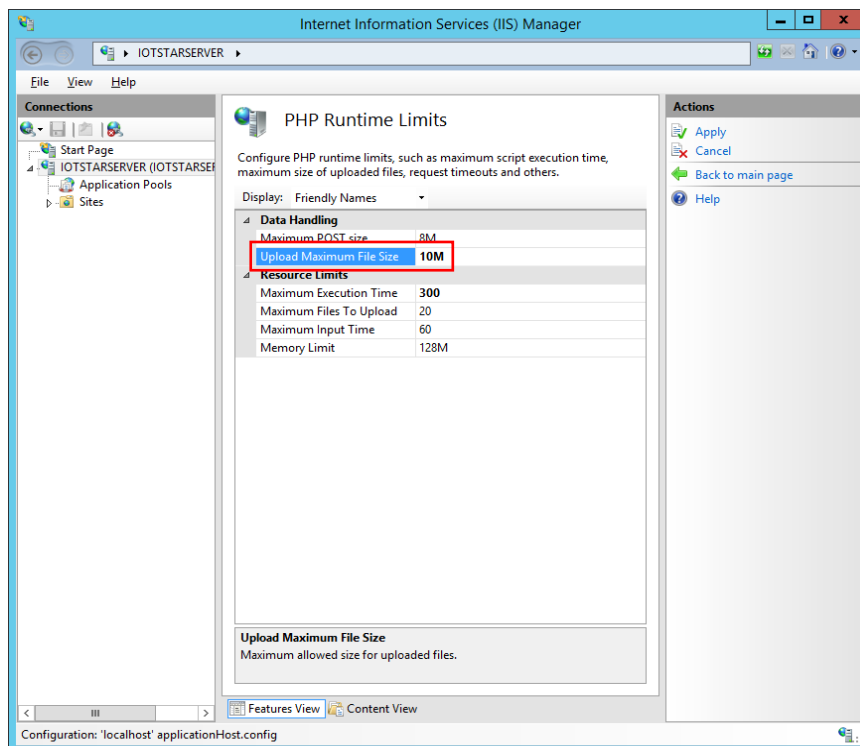 Internet Information Services (IIS) Manager
IOTSTARSERVER
File View Help
Connections
Start Page
IOTSTARSERVER (IOTSTARSEF
Application Pools
Sites
PHP Runtime Limits
Configure PHP runtime limits, such as maximum script execution time,
maximum size of uploaded files, request timeouts and others.
Display: Friendly Names
Data Handling
Maximum POST size 8M
Upload Maximum File Size 10M
Resource Limits
Maximum Execution Time 300
Maximum Files To Upload 20
Maximum Input Time 60
Memory Limit 128M
Upload Maximum File Size
Maximum allowed size for uploaded files.
Features View Content View
Actions
Apply
Cancel
Back to main page
Help
Configuration: 'localhost' applicationHost.config